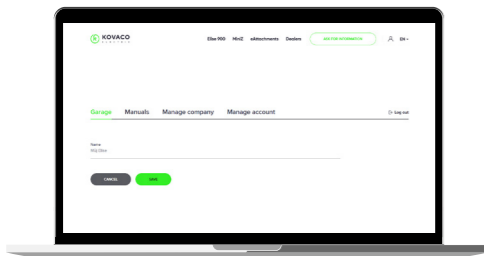 KOVACO
ELECTRIC
Elise 900 MiniZ eAttachments Dealers ASK FOR INFORMATION EN
Garage Manuals Manage company Manage account Log out
Name
CANCEL SAVE